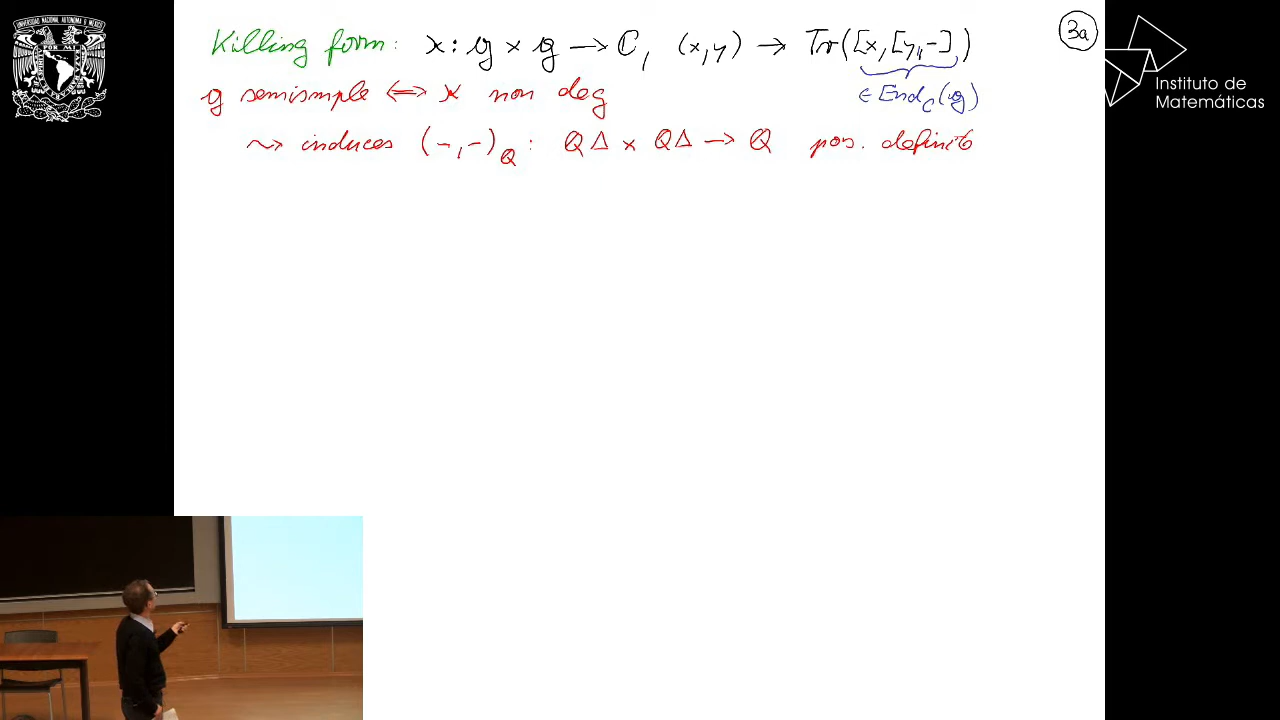 Killing form: ϰ: 𝔤 × 𝔤 → ℂ, (x,y) → Tr([x,[y,-])
3a
∈ End_ℂ(𝔤)
𝔤 semisimple ⟺ ϰ non deg
⇝ induces (-,-)_ℚ : ℚΔ × ℚΔ → ℚ pos. definite
Instituto de
Matemáticas